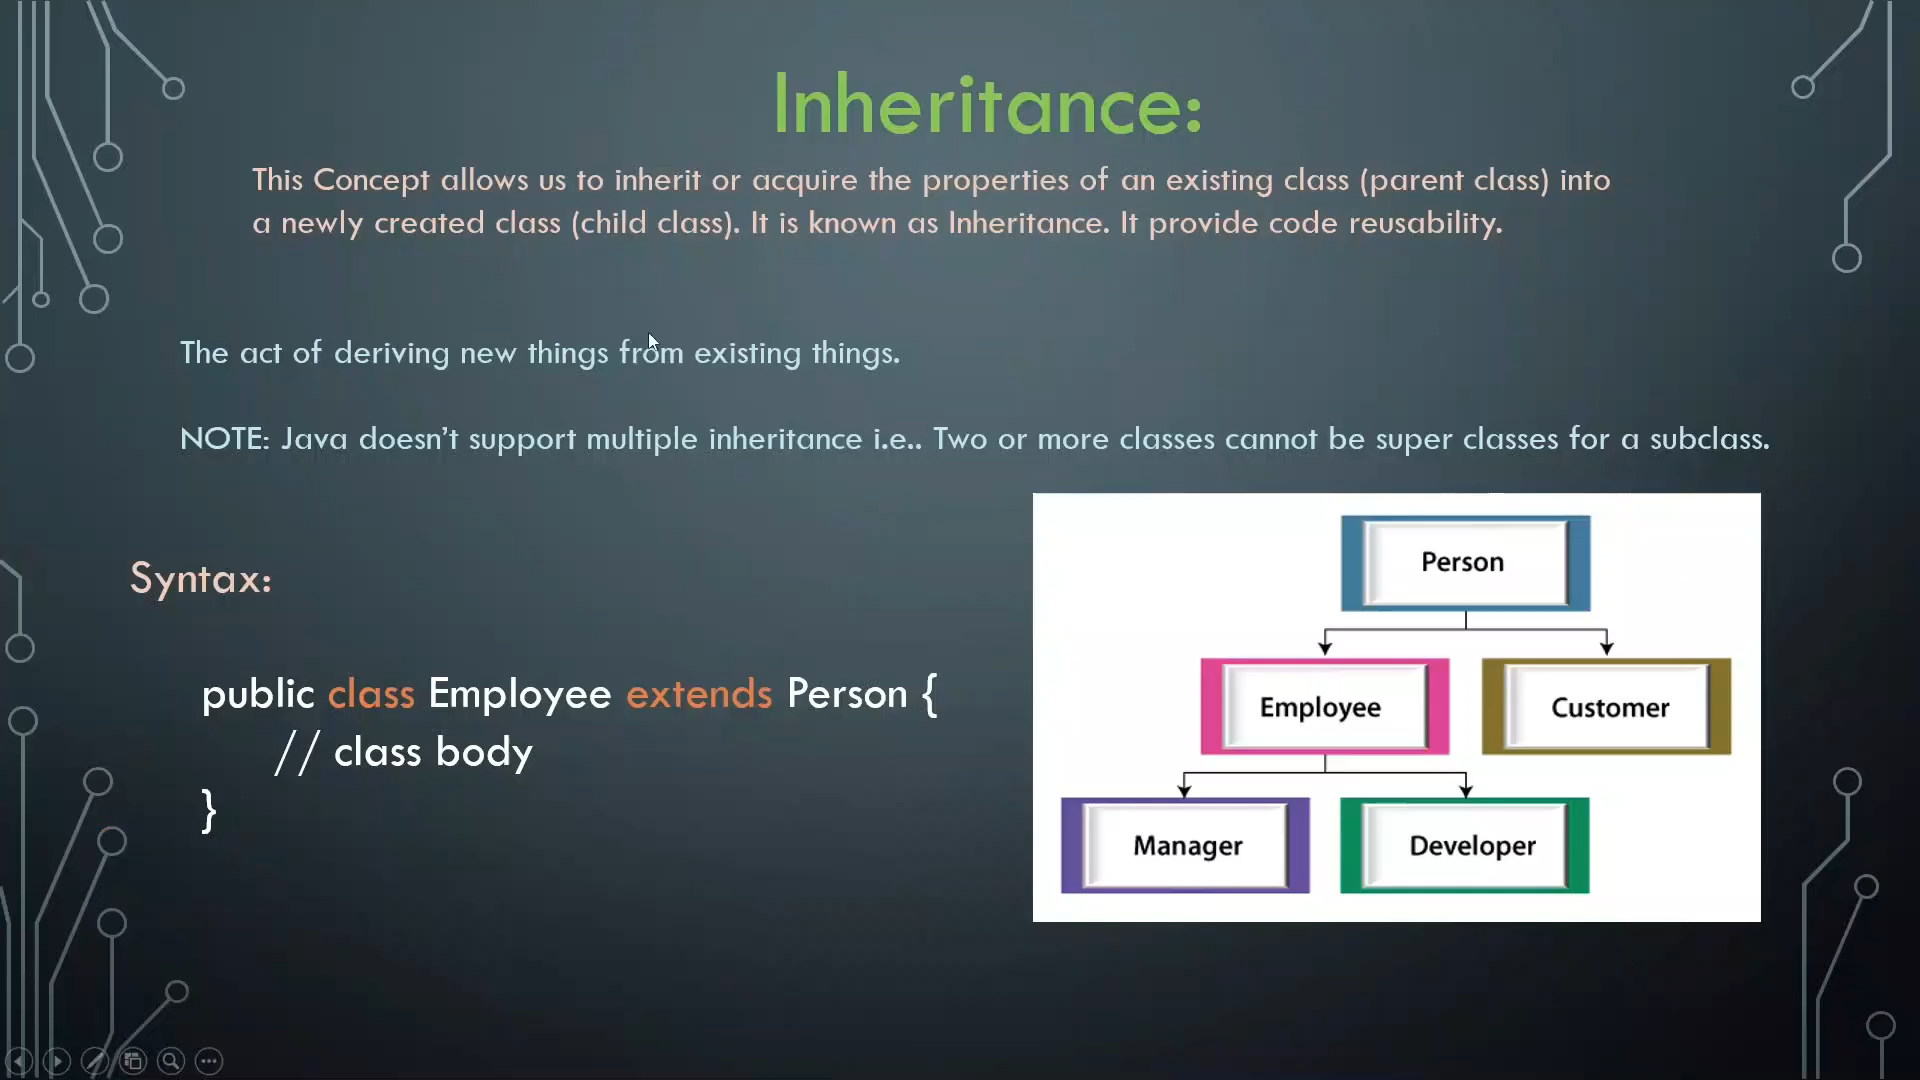 Inheritance:
This Concept allows us to inherit or acquire the properties of an existing class (parent class) into
a newly created class (child class). It is known as Inheritance. It provide code reusability.
The act of deriving new things from existing things.
NOTE: Java doesn't support multiple inheritance i.e.. Two or more classes cannot be super classes for a subclass.
Syntax:
public class Employee extends Person {
// class body
}
Person
Employee
Customer
Manager
Developer